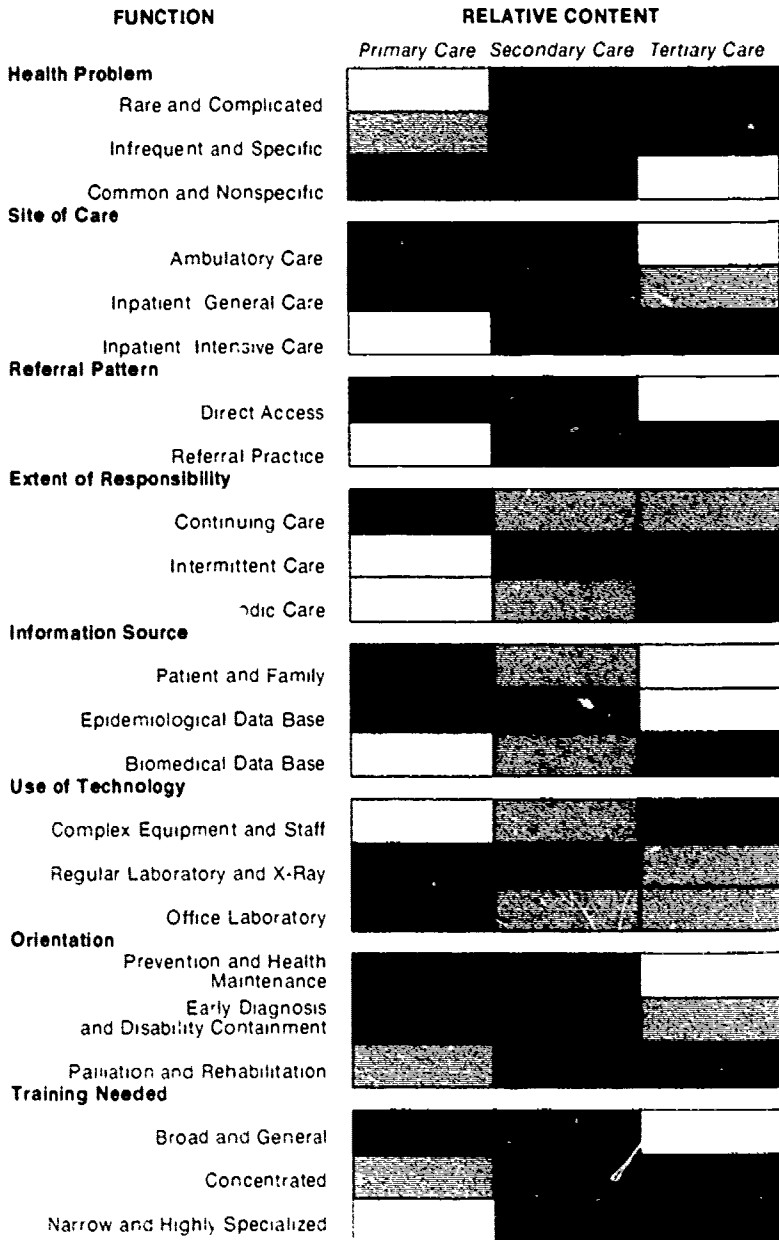 FUNCTION RELATIVE CONTENT
Primary Care Secondary Care Tertiary Care
Health Problem
Rare and Complicated
Infrequent and Specific
Common and Nonspecific
Site of Care
Ambulatory Care
Inpatient General Care
Inpatient Intensive Care
Referral Pattern
Direct Access
Referral Practice
Extent of Responsibility
Continuing Care
Intermittent Care
Care
Information Source
Patient and Family
Epidemiological Data Base
Biomedical Data Base
Use of Technology
Complex Equipment and Staff
Regular Laboratory and X-Ray
Office Laboratory
Orientation
Prevention and Health
Maintenance
Early Diagnosis
and Disability Containment
Palliation and Rehabilitation
Training Needed
Broad and General
Concentrated
Narrow and Highly Specialized